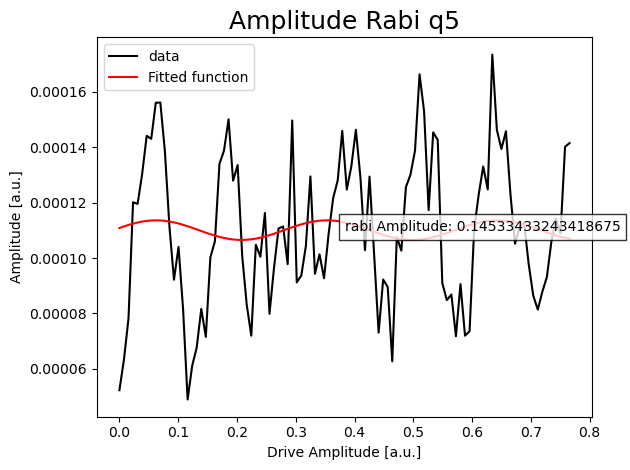 Amplitude Rabi q5
data
Fitted function
rabi Amplitude: 0.14533433243418675
Amplitude [a.u.]
0.00016
0.00014
0.00012
0.00010
0.00008
0.00006
0.0 0.1 0.2 0.3 0.4 0.5 0.6 0.7 0.8
Drive Amplitude [a.u.]